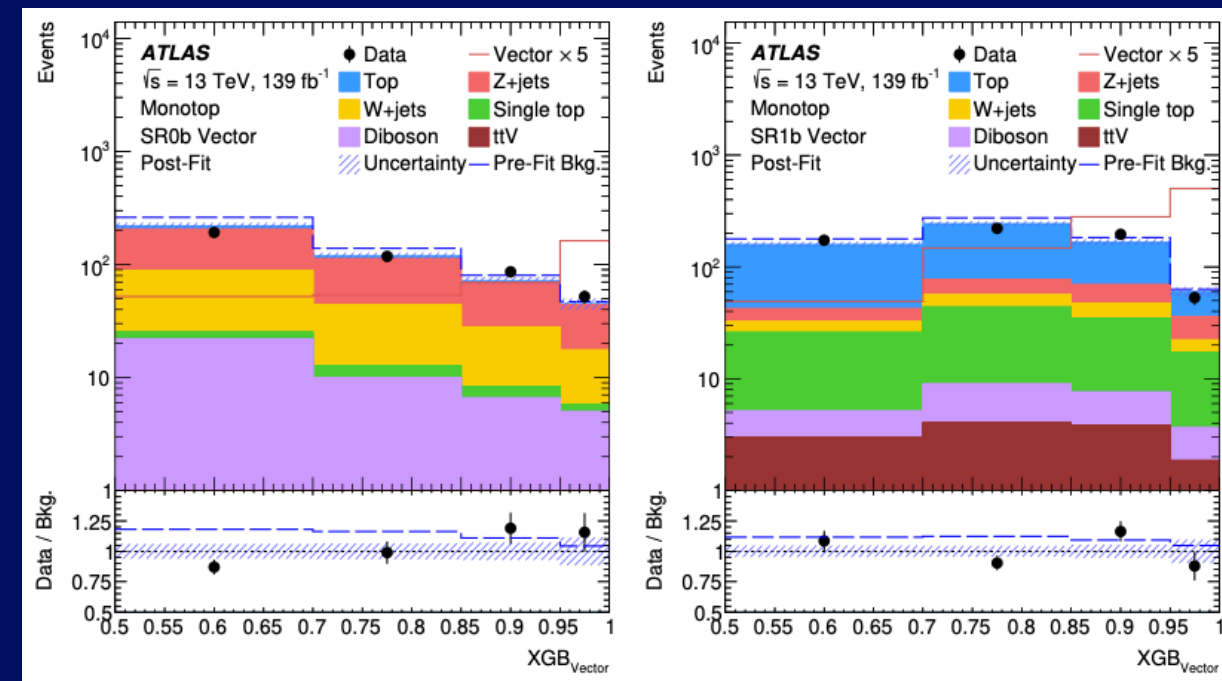 Events
10⁴
10³
10²
10
1
ATLAS
√s = 13 TeV, 139 fb⁻¹
Monotop
SR0b Vector
Post-Fit
Data
Vector × 5
Top
Z+jets
W+jets
Single top
Diboson
ttV
Uncertainty
Pre-Fit Bkg.
Data / Bkg.
1.25
1
0.75
0.5
0.5 0.55 0.6 0.65 0.7 0.75 0.8 0.85 0.9 0.95 1
XGB_Vector
Events
10⁴
10³
10²
10
1
ATLAS
√s = 13 TeV, 139 fb⁻¹
Monotop
SR1b Vector
Post-Fit
Data
Vector × 5
Top
Z+jets
W+jets
Single top
Diboson
ttV
Uncertainty
Pre-Fit Bkg.
Data / Bkg.
1.25
1
0.75
0.5
0.5 0.55 0.6 0.65 0.7 0.75 0.8 0.85 0.9 0.95 1
XGB_Vector